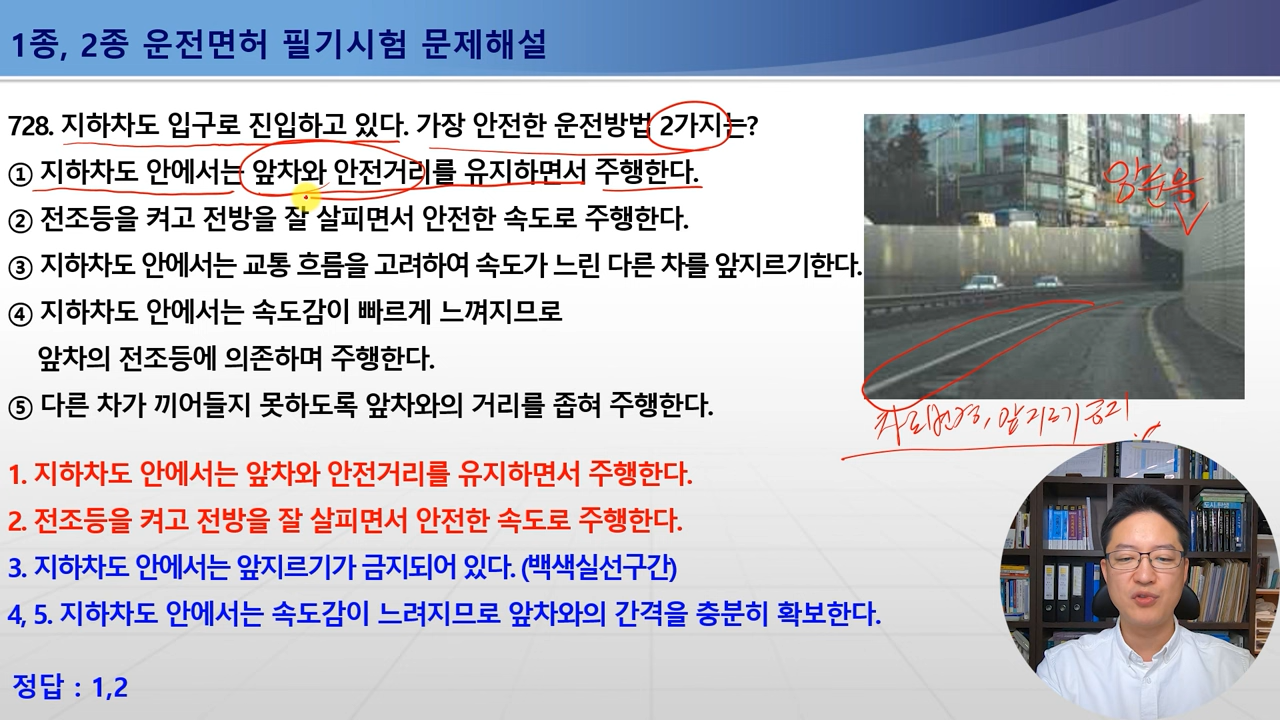 1종, 2종 운전면허 필기시험 문제해설
728. 지하차도 입구로 진입하고 있다. 가장 안전한 운전방법 2가지는?
① 지하차도 안에서는 앞차와 안전거리를 유지하면서 주행한다.
② 전조등을 켜고 전방을 잘 살피면서 안전한 속도로 주행한다.
③ 지하차도 안에서는 교통 흐름을 고려하여 속도가 느린 다른 차를 앞지르기한다.
④ 지하차도 안에서는 속도감이 빠르게 느껴지므로
앞차의 전조등에 의존하며 주행한다.
⑤ 다른 차가 끼어들지 못하도록 앞차와의 거리를 좁혀 주행한다.
암순응
차로변경, 앞지르기 금지
1. 지하차도 안에서는 앞차와 안전거리를 유지하면서 주행한다.
2. 전조등을 켜고 전방을 잘 살피면서 안전한 속도로 주행한다.
3. 지하차도 안에서는 앞지르기가 금지되어 있다. (백색실선구간)
4, 5. 지하차도 안에서는 속도감이 느려지므로 앞차와의 간격을 충분히 확보한다.
정답 : 1,2